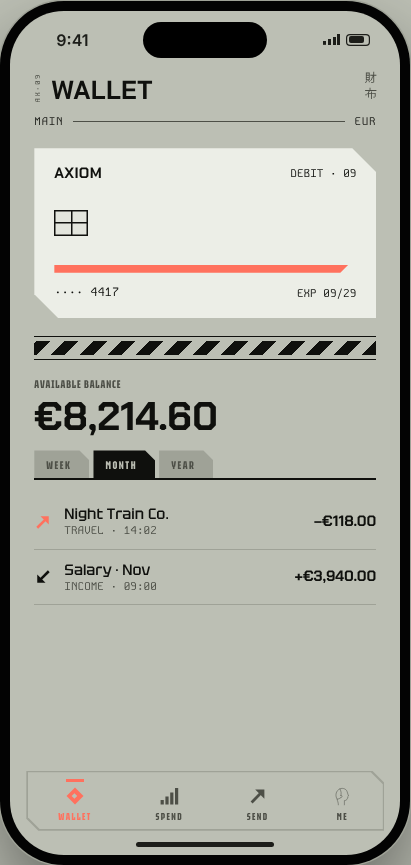 9:41
AK·09
WALLET
財布
MAIN
EUR
AXIOM
DEBIT · 09
···· 4417
EXP 09/29
AVAILABLE BALANCE
€8,214.60
WEEK
MONTH
YEAR
Night Train Co.
–€118.00
TRAVEL · 14:02
Salary · Nov
+€3,940.00
INCOME · 09:00
WALLET
SPEND
SEND
ME